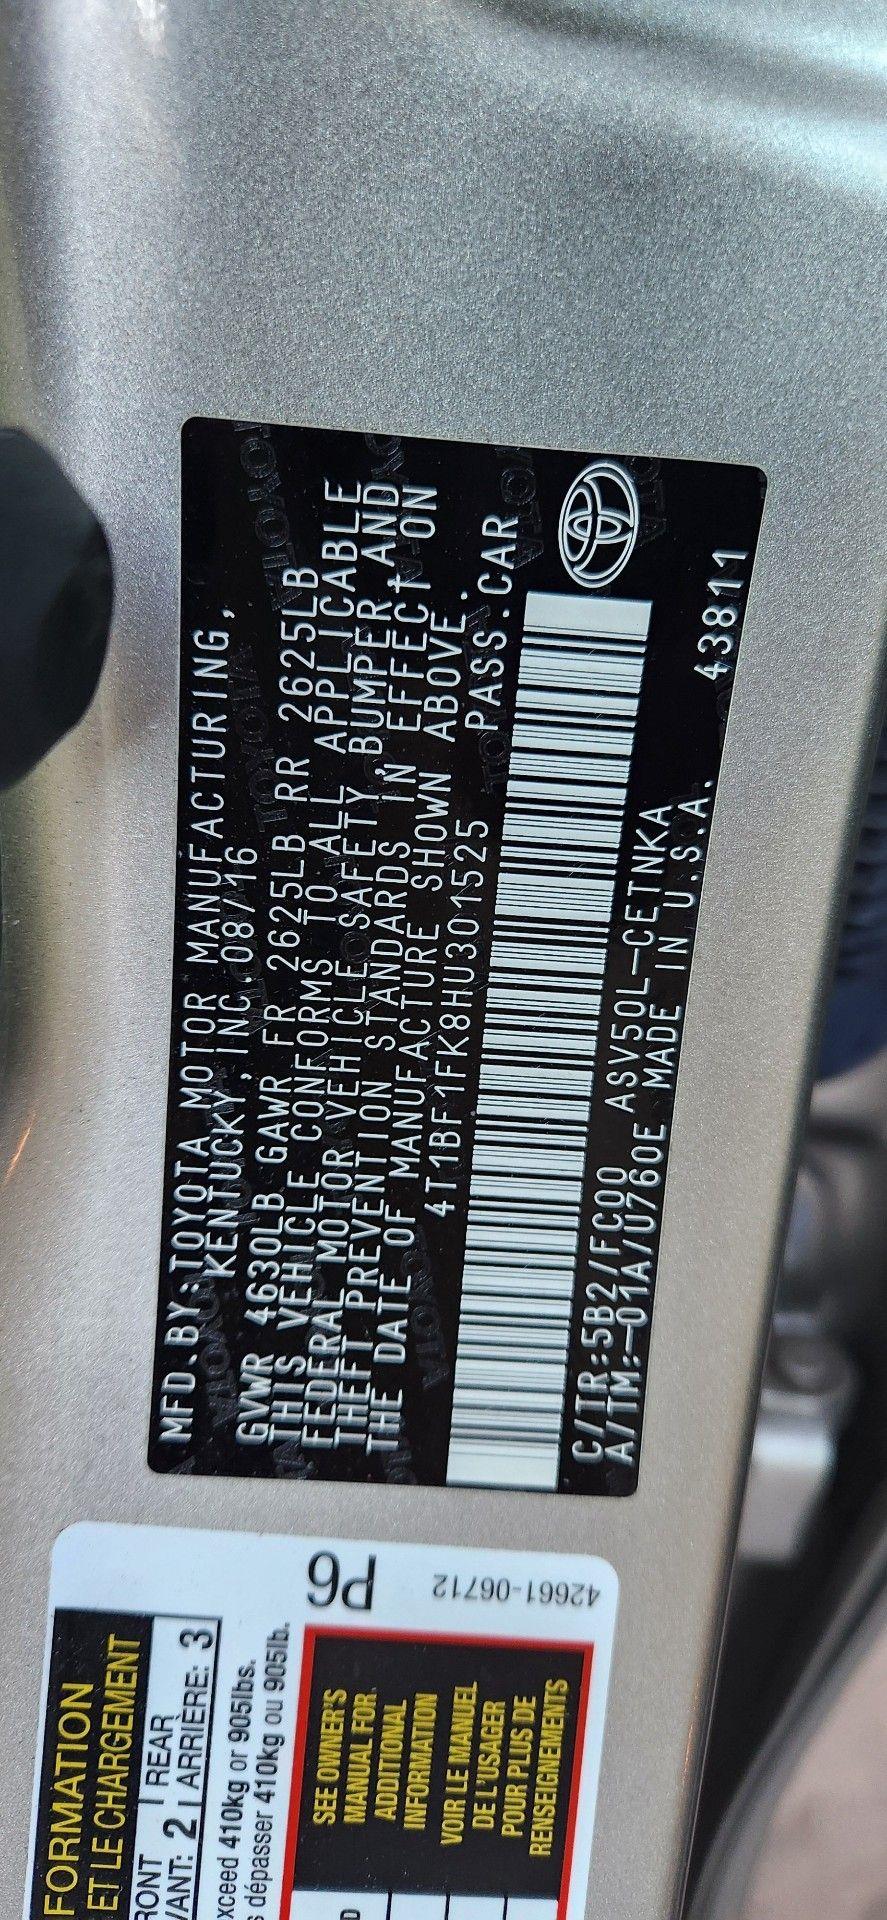 MFD.BY:TOYOTA MOTOR MANUFACTURING,
KENTUCKY,INC.08/16
GVWR 4630LB GAWR FR 2625LB RR 2625LB
THIS VEHICLE CONFORMS TO ALL APPLICABLE
FEDERAL MOTOR VEHICLE SAFETY, BUMPER AND
THEFT PREVENTION STANDARDS IN EFFECT ON
THE DATE OF MANUFACTURE SHOWN ABOVE.
4T1BF1FK8HU301525 PASS.CAR
C/TR:5B2/FC00 ASV50L-CETNKA
A/TM:-01A/U760E MADE IN U.S.A. 43811
P6
42661-06712
FORMATION
ET LE CHARGEMENT
REAR
2 ARRIÈRE: 3
410kg or 905lbs.
dépasser 410kg ou 905lb.
SEE OWNER'S
MANUAL FOR
ADDITIONAL
INFORMATION
VOIR LE MANUEL
DE L'USAGER
POUR PLUS DE
RENSEIGNEMENTS